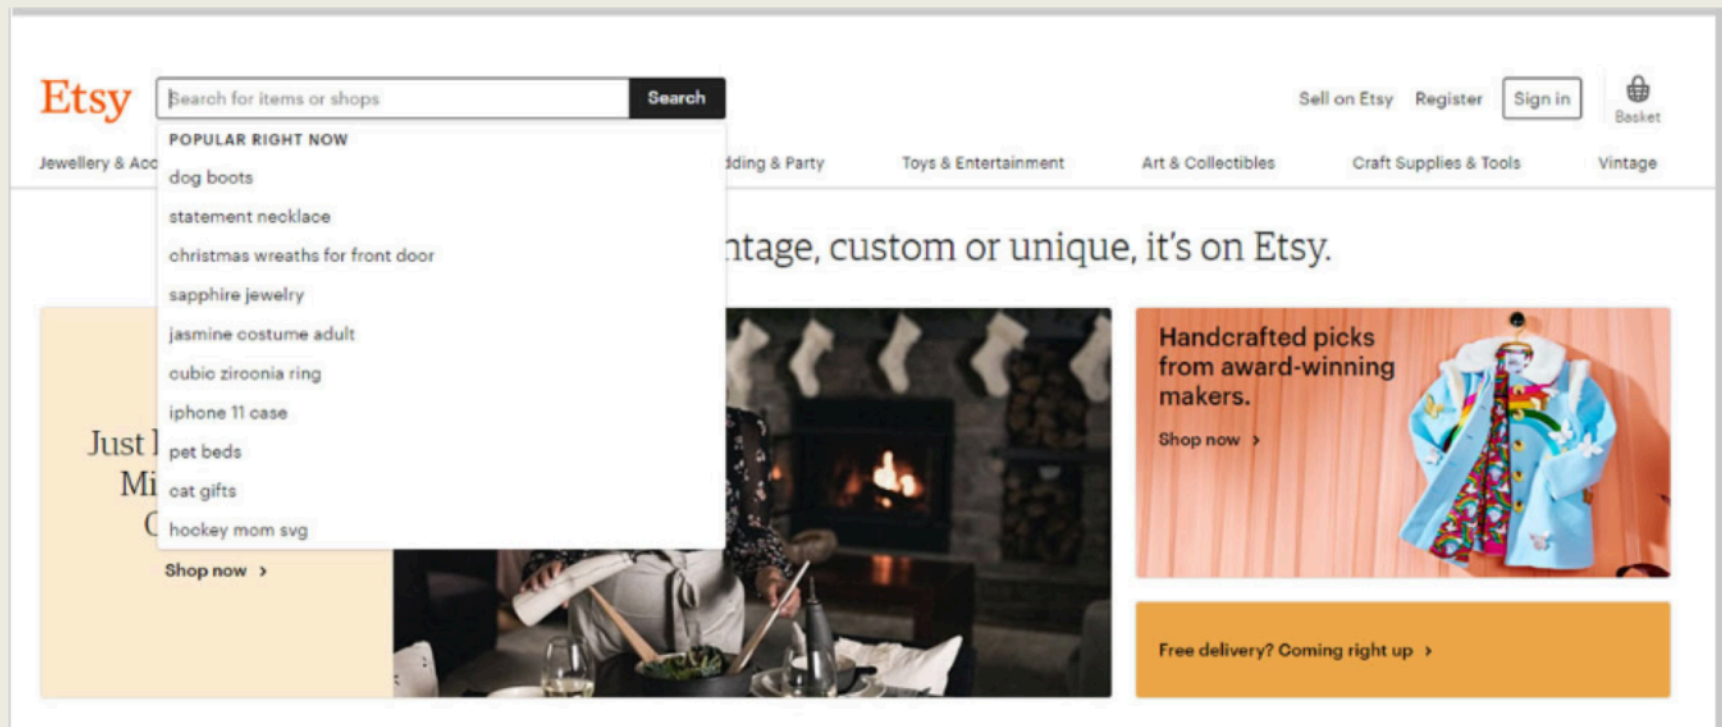 Etsy
Search for items or shops
Search
Sell on Etsy
Register
Sign in
Basket
Jewellery & Acc
dding & Party
Toys & Entertainment
Art & Collectibles
Craft Supplies & Tools
Vintage
POPULAR RIGHT NOW
dog boots
statement necklace
christmas wreaths for front door
sapphire jewelry
jasmine costume adult
cubic zirconia ring
iphone 11 case
pet beds
cat gifts
hockey mom svg
ntage, custom or unique, it's on Etsy.
Just
Mi
Shop now >
Handcrafted picks
from award-winning
makers.
Shop now >
Free delivery? Coming right up >